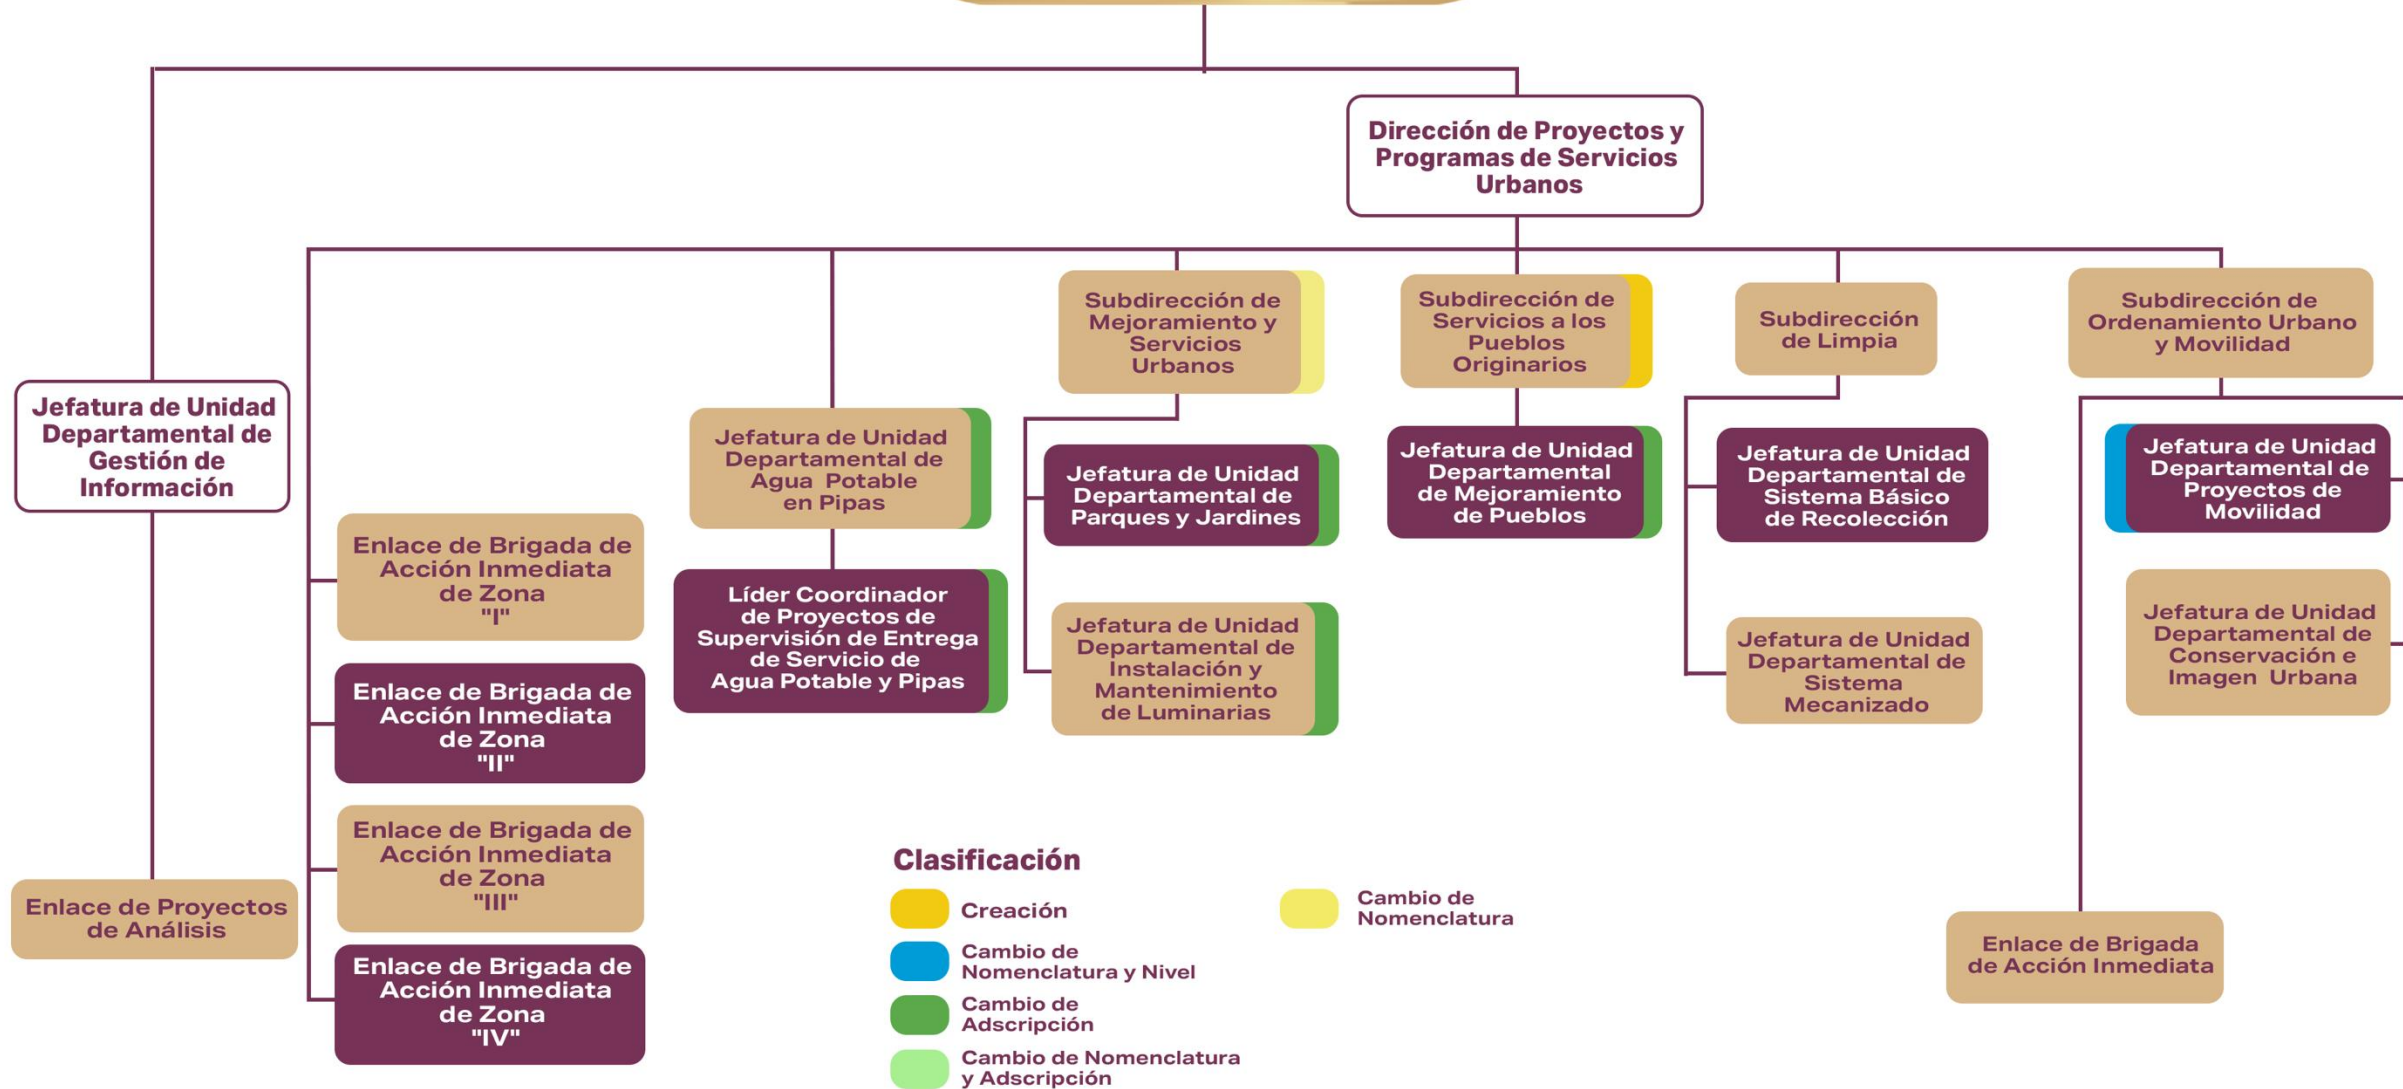 Dirección de Proyectos y
Programas de Servicios
Urbanos
Subdirección de
Mejoramiento y
Servicios
Urbanos
Subdirección de
Servicios a los
Pueblos
Originarios
Subdirección
de Limpia
Subdirección de
Ordenamiento Urbano
y Movilidad
Jefatura de Unidad
Departamental de
Gestión de
Información
Jefatura de Unidad
Departamental de
Agua Potable
en Pipas
Jefatura de Unidad
Departamental de
Parques y Jardines
Jefatura de Unidad
Departamental
de Mejoramiento
de Pueblos
Jefatura de Unidad
Departamental de
Sistema Básico
de Recolección
Jefatura de Unidad
Departamental de
Proyectos de
Movilidad
Enlace de Brigada de
Acción Inmediata
de Zona
"I"
Líder Coordinador
de Proyectos de
Supervisión de Entrega
de Servicio de
Agua Potable y Pipas
Jefatura de Unidad
Departamental de
Instalación y
Mantenimiento
de Luminarias
Jefatura de Unidad
Departamental de
Sistema
Mecanizado
Jefatura de Unidad
Departamental de
Conservación e
Imagen Urbana
Enlace de Brigada de
Acción Inmediata
de Zona
"II"
Enlace de Brigada de
Acción Inmediata
de Zona
"III"
Enlace de Proyectos
de Análisis
Enlace de Brigada de
Acción Inmediata
de Zona
"IV"
Enlace de Brigada
de Acción Inmediata
Clasificación
Creación
Cambio de
Nomenclatura y Nivel
Cambio de
Adscripción
Cambio de Nomenclatura
y Adscripción
Cambio de
Nomenclatura